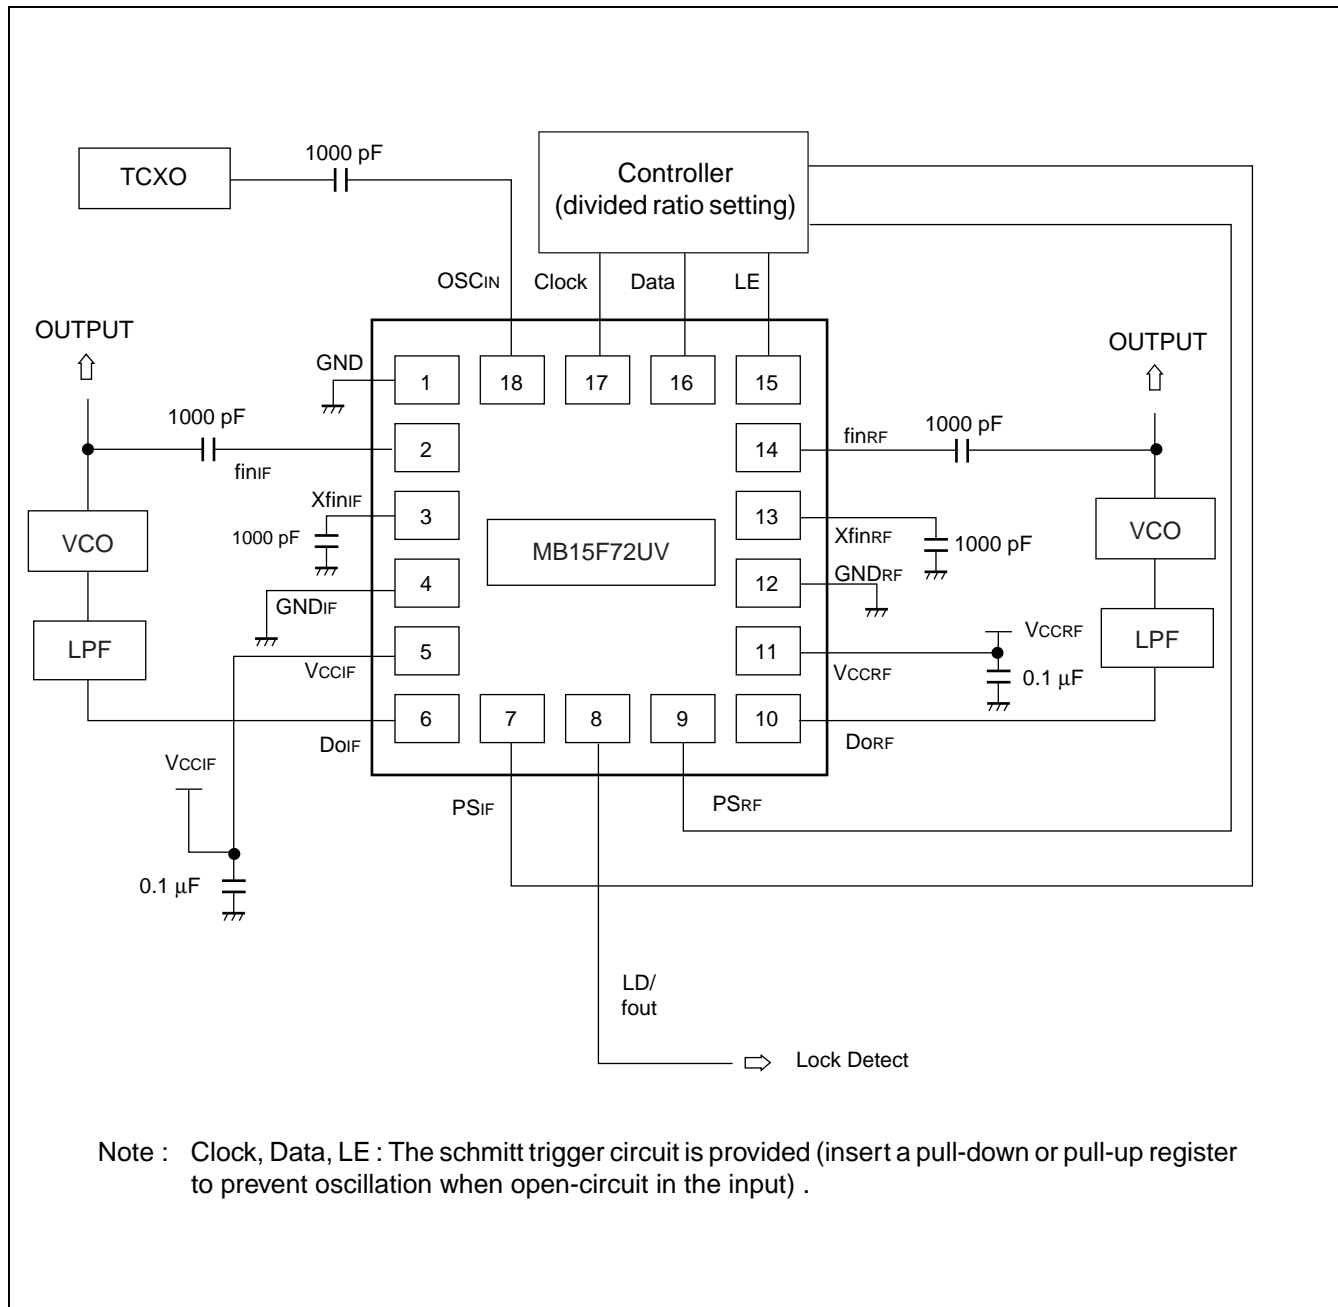 1000 pF
TCXO
Controller
(divided ratio setting)
OSCIN
Clock
Data
LE
OUTPUT
OUTPUT
GND
1
18
17
16
15
1000 pF
finIF
2
14
finRF
1000 pF
XfinIF
3
13
XfinRF
1000 pF
1000 pF
VCO
VCO
MB15F72UV
GNDIF
4
12
GNDRF
LPF
LPF
VCCIF
5
11
VCCRF
VCCRF
0.1 μF
DoIF
6
7
8
9
10
DoRF
VCCIF
PSIF
PSRF
0.1 μF
LD/
fout
Lock Detect
Note : Clock, Data, LE : The schmitt trigger circuit is provided (insert a pull-down or pull-up register
to prevent oscillation when open-circuit in the input) .